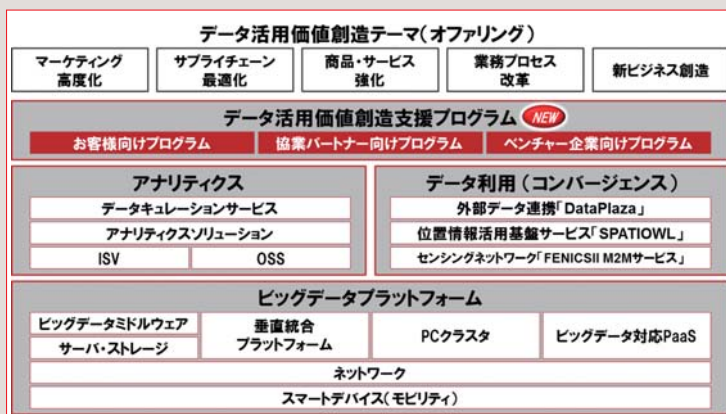 データ活用価値創造テーマ（オファリング）
マーケティング
高度化
サプライチェーン
最適化
商品・サービス
強化
業務プロセス
改革
新ビジネス創造
データ活用価値創造支援プログラム NEW
お客様向けプログラム
協業パートナー向けプログラム
ベンチャー企業向けプログラム
アナリティクス
データキュレーションサービス
アナリティクスソリューション
ISV
OSS
データ利用（コンバージェンス）
外部データ連携「DataPlaza」
位置情報活用基盤サービス「SPATIOWL」
センシングネットワーク「FENICSII M2Mサービス」
ビッグデータプラットフォーム
ビッグデータミドルウェア
サーバ・ストレージ
垂直統合
プラットフォーム
PCクラスタ
ビッグデータ対応PaaS
ネットワーク
スマートデバイス（モビリティ）